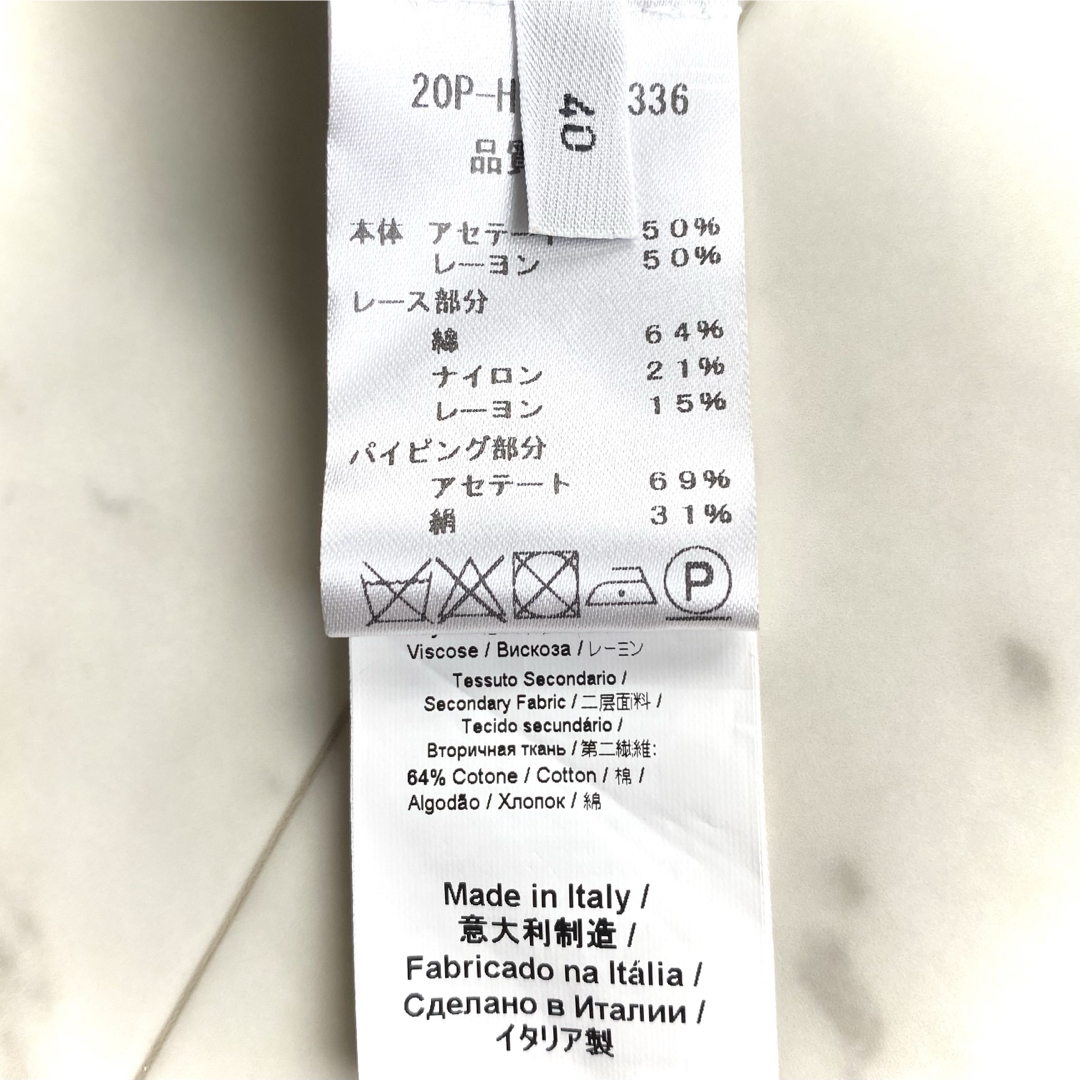 20P-H 336
40
品質
本体 アセテート 50%
レーヨン 50%
レース部分
綿 64%
ナイロン 21%
レーヨン 15%
パイピング部分
アセテート 69%
絹 31%
P
Viscose / Вискоза / レーヨン
Tessuto Secondario /
Secondary Fabric / 二层面料 /
Tecido secundário /
Вторичная ткань / 第二繊維:
64% Cotone / Cotton / 棉 /
Algodão / Хлопок / 綿
Made in Italy /
意大利制造 /
Fabricado na Itália /
Сделано в Италии /
イタリア製